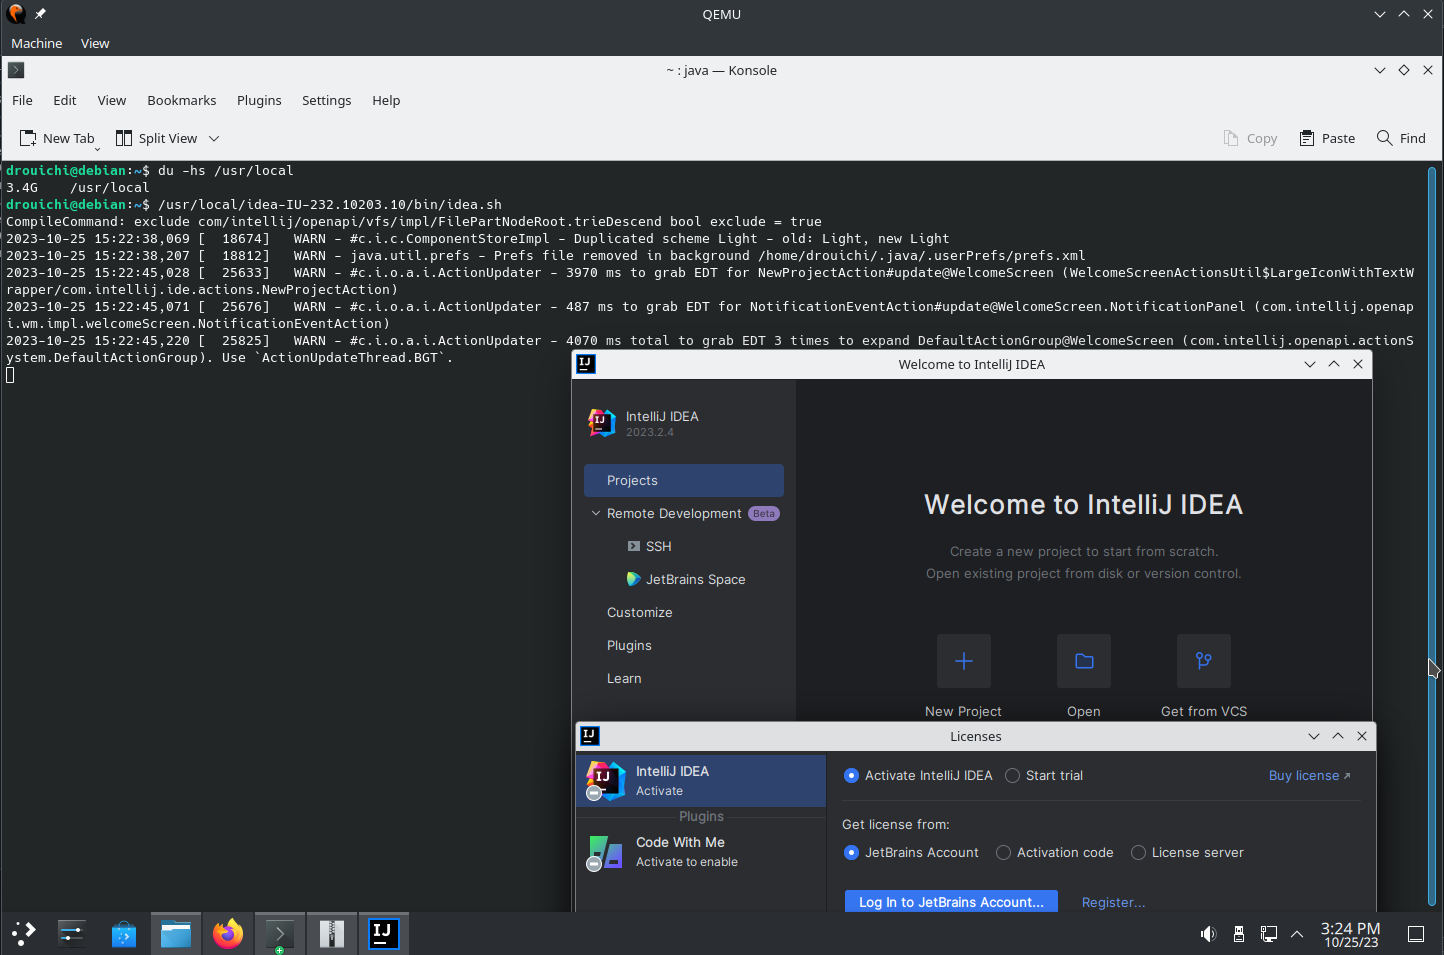 QEMU
Machine View
~ : java — Konsole
File Edit View Bookmarks Plugins Settings Help
New Tab Split View Copy Paste Find
drouichi@debian:~$ du -hs /usr/local
3.4G /usr/local
drouichi@debian:~$ /usr/local/idea-IU-232.10203.10/bin/idea.sh
CompileCommand: exclude com/intellij/openapi/vfs/impl/FilePartNodeRoot.trieDescend bool exclude = true
2023-10-25 15:22:38,069 [  18674]   WARN - #c.i.c.ComponentStoreImpl - Duplicated scheme Light - old: Light, new Light
2023-10-25 15:22:38,207 [  18812]   WARN - java.util.prefs - Prefs file removed in background /home/drouichi/.java/.userPrefs/prefs.xml
2023-10-25 15:22:45,028 [  25633]   WARN - #c.i.o.a.i.ActionUpdater - 3970 ms to grab EDT for NewProjectAction#update@WelcomeScreen (WelcomeScreenActionsUtil$LargeIconWithTextW
rapper/com.intellij.ide.actions.NewProjectAction)
2023-10-25 15:22:45,071 [  25676]   WARN - #c.i.o.a.i.ActionUpdater - 487 ms to grab EDT for NotificationEventAction#update@WelcomeScreen.NotificationPanel (com.intellij.openap
i.wm.impl.welcomeScreen.NotificationEventAction)
2023-10-25 15:22:45,220 [  25825]   WARN - #c.i.o.a.i.ActionUpdater - 4070 ms total to grab EDT 3 times to expand DefaultActionGroup@WelcomeScreen (com.intellij.openapi.actionS
ystem.DefaultActionGroup). Use `ActionUpdateThread.BGT`.
Welcome to IntelliJ IDEA
IJ
IJ IntelliJ IDEA
2023.2.4
Projects
Remote Development Beta
SSH
JetBrains Space
Customize
Plugins
Learn
Welcome to IntelliJ IDEA
Create a new project to start from scratch.
Open existing project from disk or version control.
New Project Open Get from VCS
IJ Licenses
IJ IntelliJ IDEA
Activate
Plugins
Code With Me
Activate to enable
Activate IntelliJ IDEA Start trial Buy license ↗
Get license from:
JetBrains Account Activation code License server
Log In to JetBrains Account... Register...
IJ
3:24 PM
10/25/23